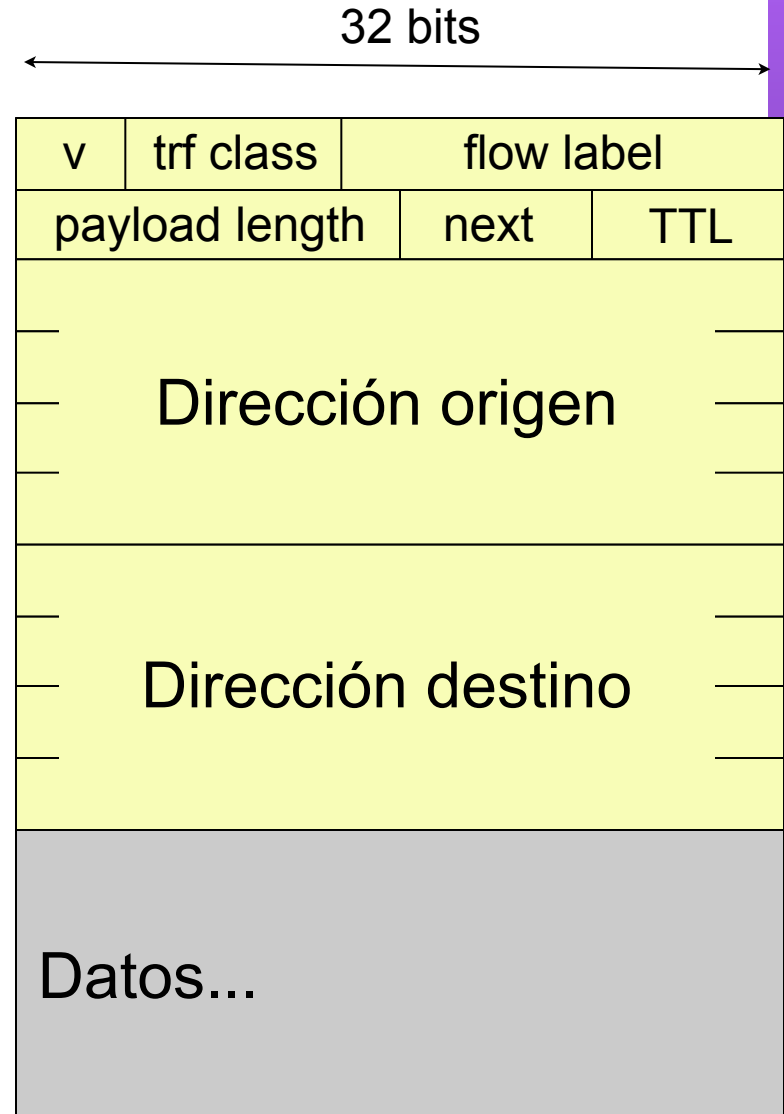 32 bits
v trf class flow label
payload length next TTL
Dirección origen
Dirección destino
Datos...